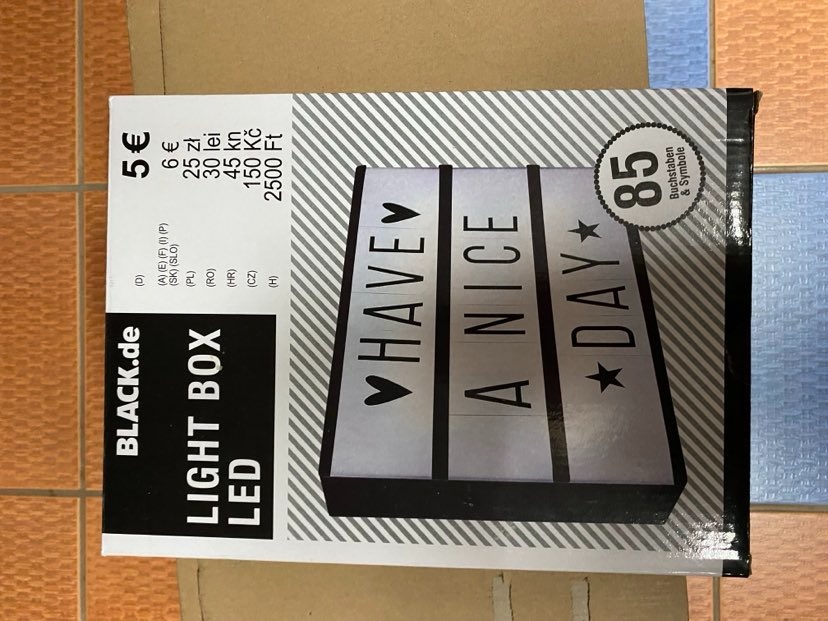 BLACK.de
LIGHT BOX
LED
(D) 5 €
(A) (E) (F) (I) (P)
(SK) (SLO) 6 €
(PL) 25 zł
(RO) 30 lei
(HR) 45 kn
(CZ) 150 Kč
(H) 2500 Ft
♥HAVE♥
A NICE
★DAY★
85
Buchstaben
& Symbole